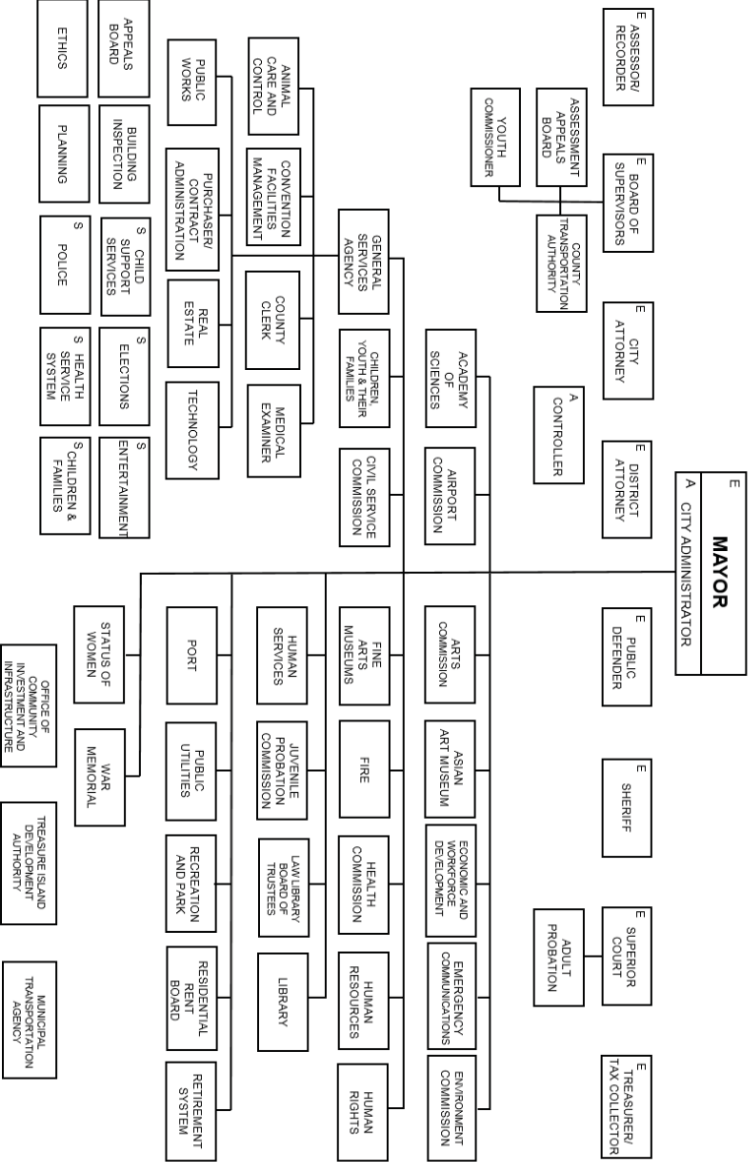 E
MAYOR
A CITY ADMINISTRATOR
E ASSESSOR/
RECORDER
E BOARD OF
SUPERVISORS
E CITY
ATTORNEY
E DISTRICT
ATTORNEY
E PUBLIC
DEFENDER
E SHERIFF
E SUPERIOR
COURT
E TREASURER/
TAX COLLECTOR
ASSESSMENT
APPEALS
BOARD
COUNTY
TRANSPORTATION
AUTHORITY
A
CONTROLLER
ADULT
PROBATION
YOUTH
COMMISSIONER
ACADEMY
OF
SCIENCES
AIRPORT
COMMISSION
ARTS
COMMISSION
ASIAN
ART MUSEUM
ECONOMIC AND
WORKFORCE
DEVELOPMENT
EMERGENCY
COMMUNICATIONS
ENVIRONMENT
COMMISSION
GENERAL
SERVICES
AGENCY
CHILDREN,
YOUTH & THEIR
FAMILIES
CIVIL SERVICE
COMMISSION
FINE
ARTS
MUSEUMS
FIRE
HEALTH
COMMISSION
HUMAN
RESOURCES
HUMAN
RIGHTS
ANIMAL
CARE AND
CONTROL
CONVENTION
FACILITIES
MANAGEMENT
COUNTY
CLERK
MEDICAL
EXAMINER
HUMAN
SERVICES
JUVENILE
PROBATION
COMMISSION
LAW LIBRARY
BOARD OF
TRUSTEES
LIBRARY
PUBLIC
WORKS
PURCHASER/
CONTRACT
ADMINISTRATION
REAL
ESTATE
TECHNOLOGY
PORT
PUBLIC
UTILITIES
RECREATION
AND PARK
RESIDENTIAL
RENT
BOARD
RETIREMENT
SYSTEM
APPEALS
BOARD
BUILDING
INSPECTION
S CHILD
SUPPORT
SERVICES
S
ELECTIONS
S
ENTERTAINMENT
STATUS OF
WOMEN
WAR
MEMORIAL
ETHICS
PLANNING
S
POLICE
S HEALTH
SERVICE
SYSTEM
S
CHILDREN &
FAMILIES
OFFICE OF
COMMUNITY
INVESTMENT AND
INFRASTRUCTURE
TREASURE ISLAND
DEVELOPMENT
AUTHORITY
MUNICIPAL
TRANSPORTATION
AGENCY